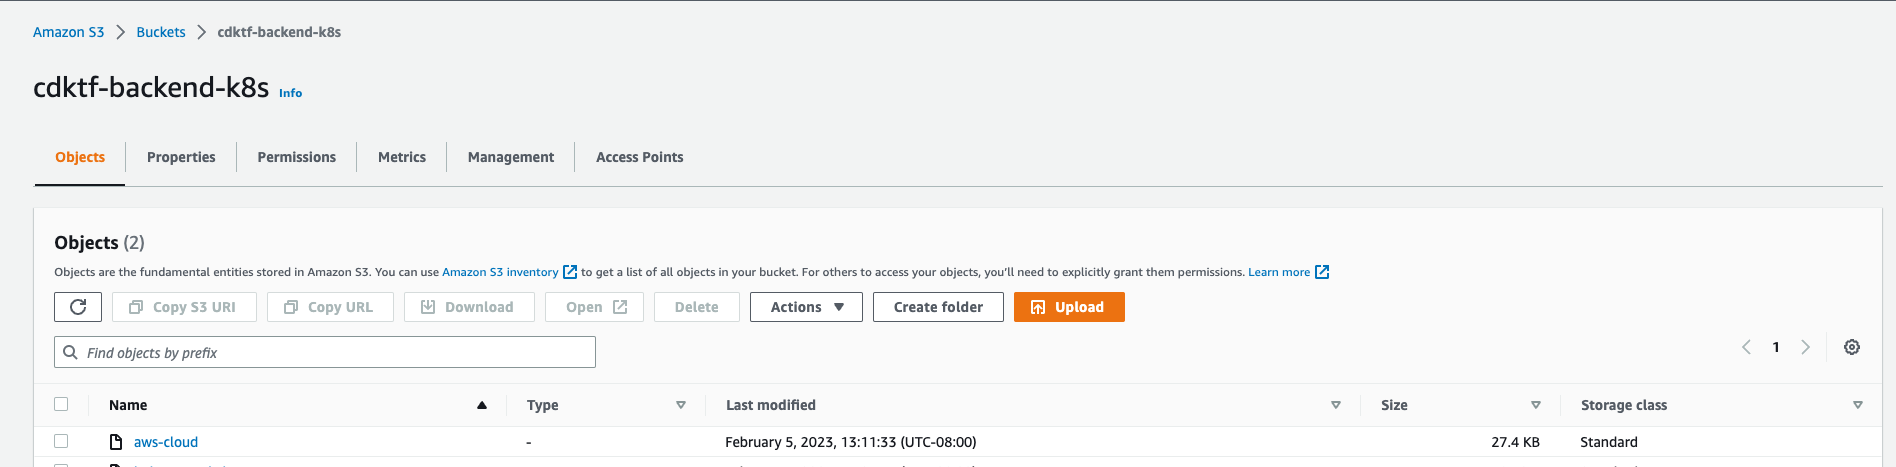 Amazon S3 > Buckets > cdktf-backend-k8s
cdktf-backend-k8s Info
Objects Properties Permissions Metrics Management Access Points
Objects (2)
Objects are the fundamental entities stored in Amazon S3. You can use Amazon S3 inventory to get a list of all objects in your bucket. For others to access your objects, you'll need to explicitly grant them permissions. Learn more
Copy S3 URI Copy URL Download Open Delete Actions Create folder Upload
Find objects by prefix
1
Name Type Last modified Size Storage class
aws-cloud - February 5, 2023, 13:11:33 (UTC-08:00) 27.4 KB Standard